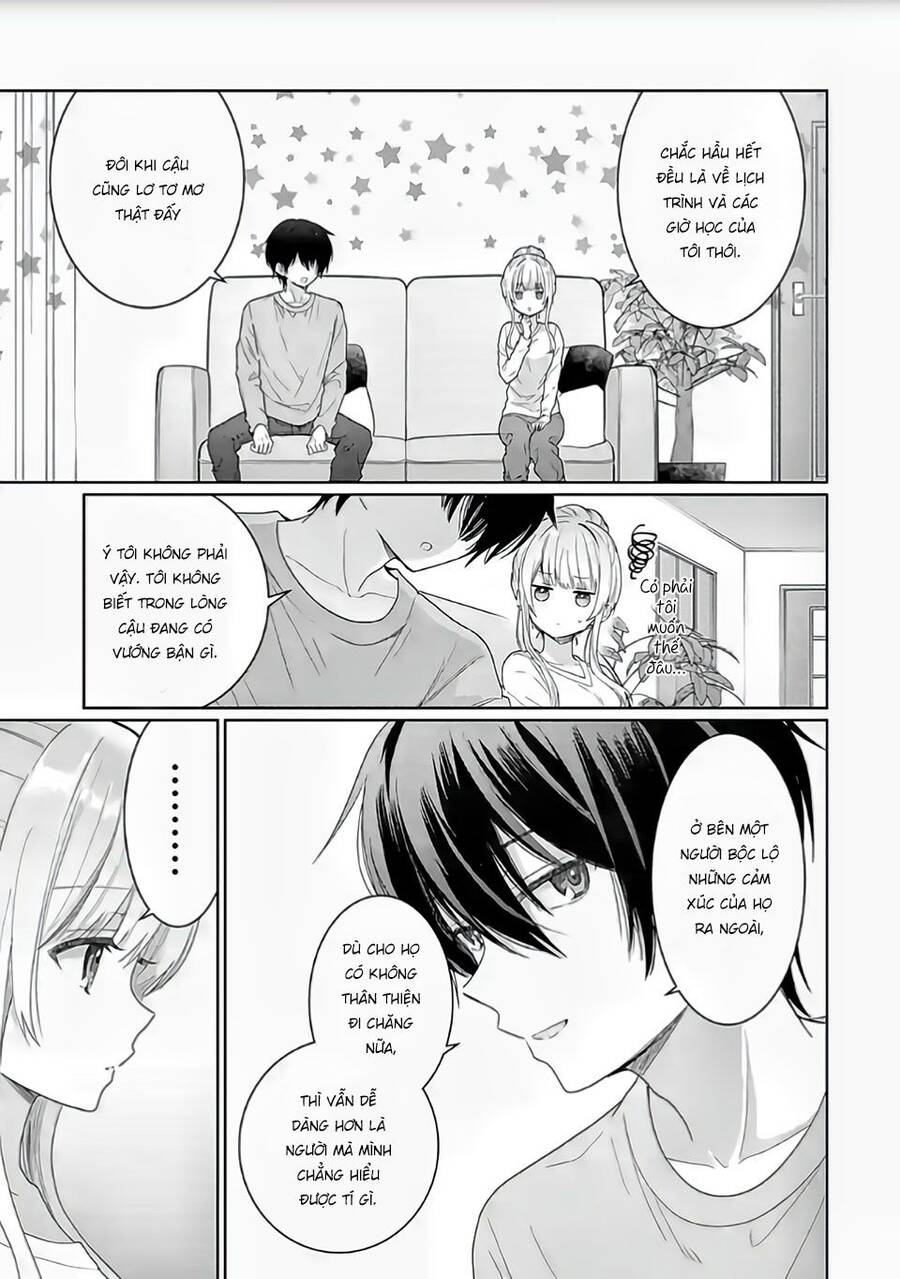 CHẮC HẦU HẾT
ĐỀU LÀ VỀ LỊCH
TRÌNH VÀ CÁC
GIỜ HỌC CỦA
TÔI THÔI.
ĐÔI KHI CẬU
CŨNG LƠ TƠ MƠ
THẬT ĐẤY
Có phải
tôi
muốn
thế
đâu...
Ý TÔI KHÔNG PHẢI
VẬY. TÔI KHÔNG
BIẾT TRONG LÒNG
CẬU ĐANG CÓ
VƯỚNG BẬN GÌ.
Ở BÊN MỘT
NGƯỜI BỘC LỘ
NHỮNG CẢM
XÚC CỦA HỌ
RA NGOÀI,
DÙ CHO HỌ
CÓ KHÔNG
THÂN THIỆN
ĐI CHĂNG
NỮA,
THÌ VẪN DỄ
DÀNG HƠN LÀ
NGƯỜI MÀ MÌNH
CHẲNG HIỂU
ĐƯỢC TÍ GÌ.
........